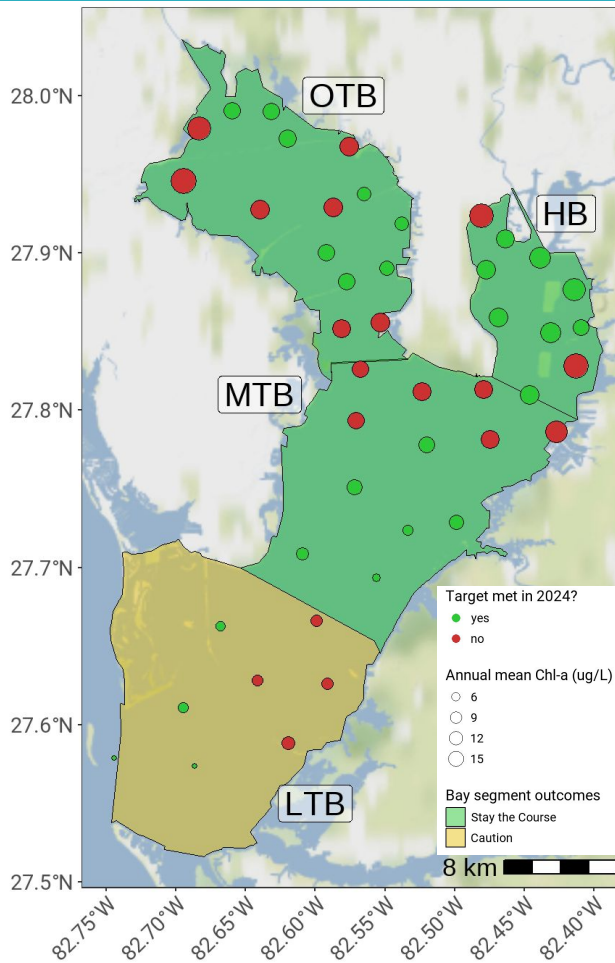 28.0°N
27.9°N
27.8°N
27.7°N
27.6°N
27.5°N
OTB
HB
MTB
LTB
Target met in 2024?
yes
no
Annual mean Chl-a (ug/L)
6
9
12
15
Bay segment outcomes
Stay the Course
Caution
8 km
82.75°W
82.70°W
82.65°W
82.60°W
82.55°W
82.50°W
82.45°W
82.40°W